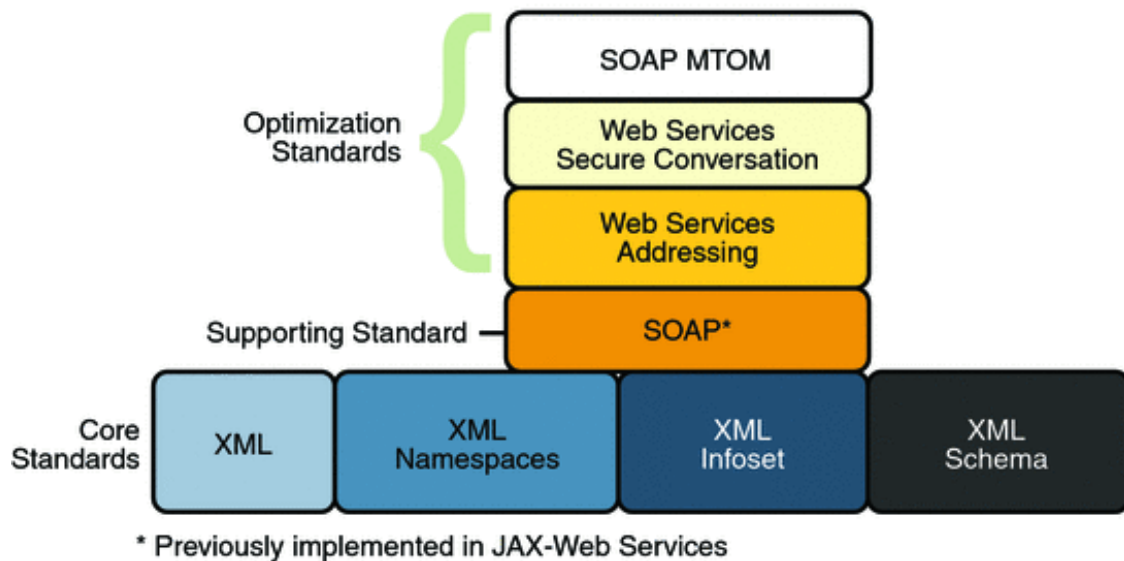 SOAP MTOM
Optimization
Standards
Web Services
Secure Conversation
Web Services
Addressing
Supporting Standard
SOAP*
Core
Standards
XML
XML
Namespaces
XML
Infoset
XML
Schema
* Previously implemented in JAX-Web Services